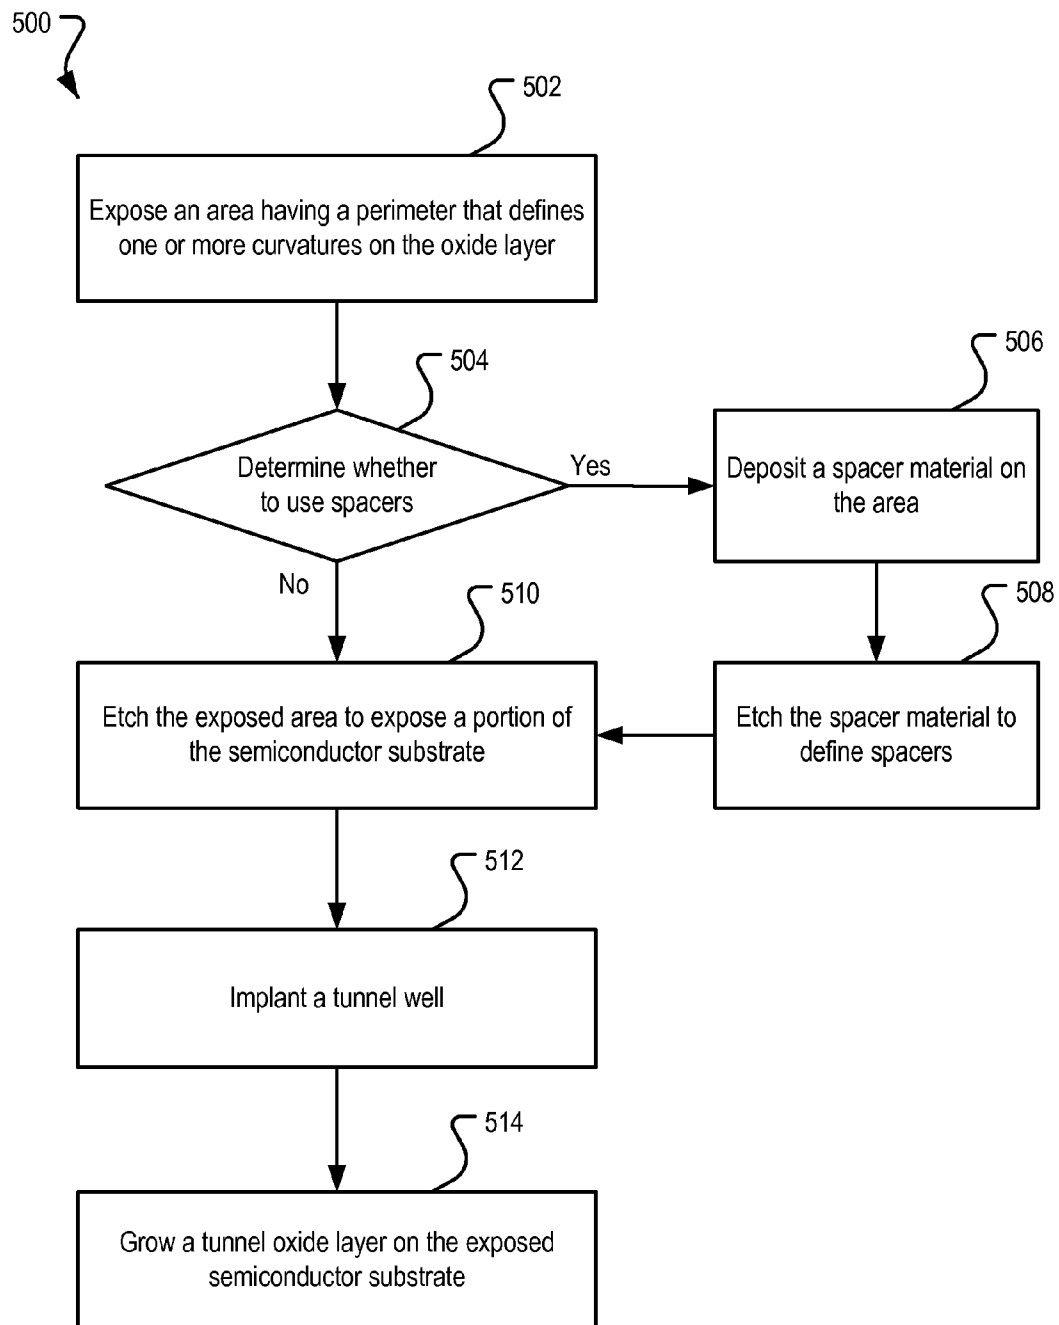 500
502
Expose an area having a perimeter that defines
one or more curvatures on the oxide layer
504
Determine whether
to use spacers
Yes
No
506
Deposit a spacer material on
the area
508
Etch the spacer material to
define spacers
510
Etch the exposed area to expose a portion of
the semiconductor substrate
512
Implant a tunnel well
514
Grow a tunnel oxide layer on the exposed
semiconductor substrate